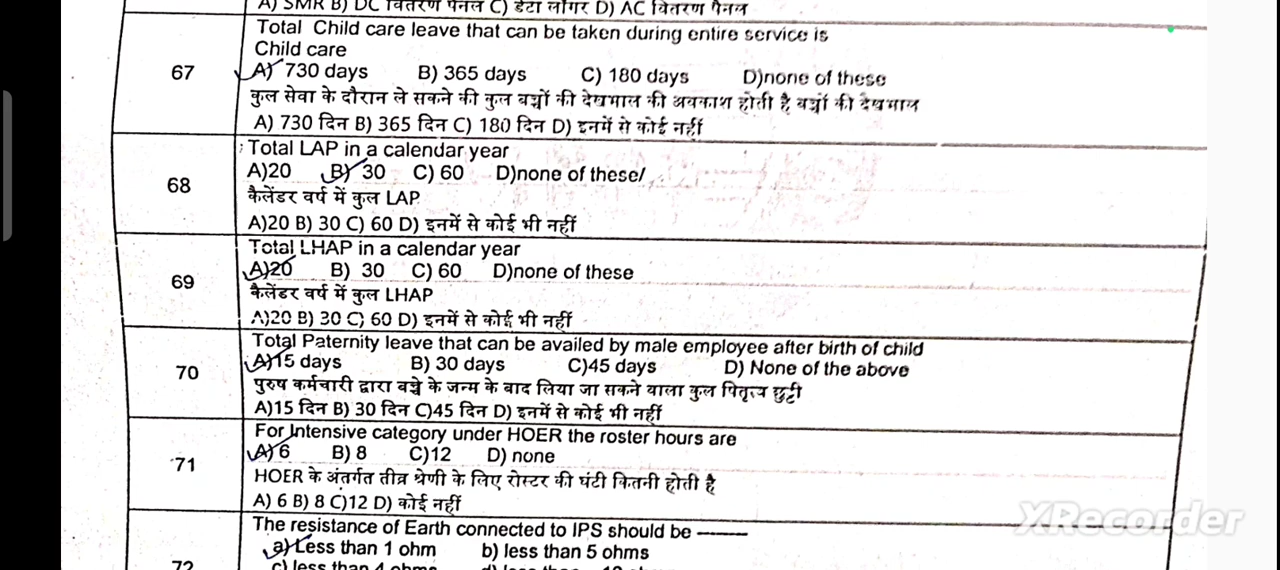 A) SMR B) DC वितरण पैनल C) डेटा लॉगर D) AC वितरण पैनल
67
Total Child care leave that can be taken during entire service is
Child care
A) 730 days B) 365 days C) 180 days D)none of these
कुल सेवा के दौरान ले सकने की कुल बच्चों की देखभाल की अवकाश होती है बच्चों की देखभाल
A) 730 दिन B) 365 दिन C) 180 दिन D) इनमें से कोई नहीं
68
Total LAP in a calendar year
A)20 B) 30 C) 60 D)none of these/
कैलेंडर वर्ष में कुल LAP
A)20 B) 30 C) 60 D) इनमें से कोई भी नहीं
69
Total LHAP in a calendar year
A)20 B) 30 C) 60 D)none of these
कैलेंडर वर्ष में कुल LHAP
A)20 B) 30 C) 60 D) इनमें से कोई भी नहीं
70
Total Paternity leave that can be availed by male employee after birth of child
A)15 days B) 30 days C)45 days D) None of the above
पुरुष कर्मचारी द्वारा बच्चे के जन्म के बाद लिया जा सकने वाला कुल पितृत्व छुट्टी
A)15 दिन B) 30 दिन C)45 दिन D) इनमें से कोई भी नहीं
71
For Intensive category under HOER the roster hours are
A) 6 B) 8 C)12 D) none
HOER के अंतर्गत तीव्र श्रेणी के लिए रोस्टर की घंटी कितनी होती है
A) 6 B) 8 C)12 D) कोई नहीं
72
The resistance of Earth connected to IPS should be ———
a) Less than 1 ohm b) less than 5 ohms
c) less than 4 ohms
XRecorder